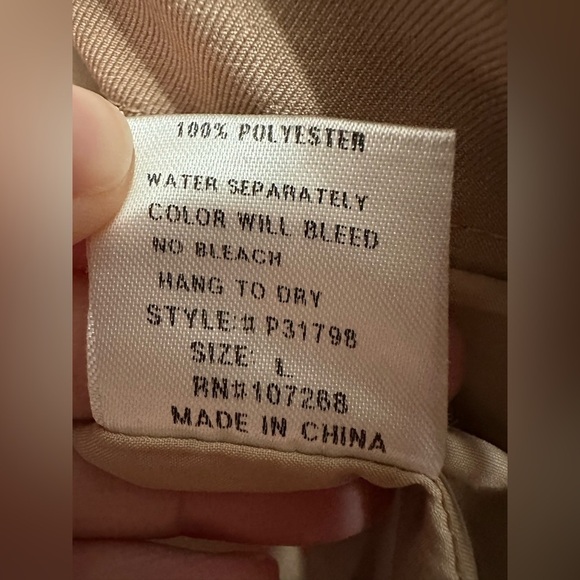 100% POLYESTER
WATER SEPARATELY
COLOR WILL BLEED
NO BLEACH
HANG TO DRY
STYLE:# P31798
SIZE: L
RN#107268
MADE IN CHINA